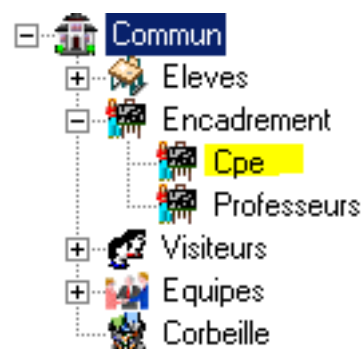 Commun
Eleves
Encadrement
Cpe
Professeurs
Visiteurs
Equipes
Corbeille